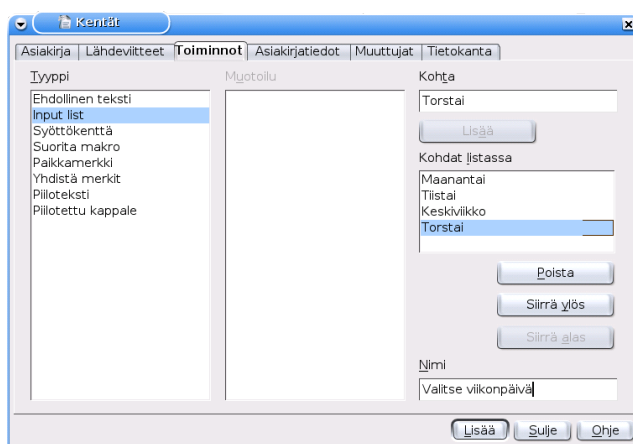 Kentät
Asiakirja Lähdeviitteet Toiminnot Asiakirjatiedot Muuttujat Tietokanta
Tyyppi
Ehdollinen teksti
Input list
Syöttökenttä
Suorita makro
Paikkamerkki
Yhdistä merkit
Piiloteksti
Piilotettu kappale
Muotoilu
Kohta
Torstai
Lisää
Kohdat listassa
Maanantai
Tiistai
Keskiviikko
Torstai
Poista
Siirrä ylös
Siirrä alas
Nimi
Valitse viikonpäivä
Lisää Sulje Ohje